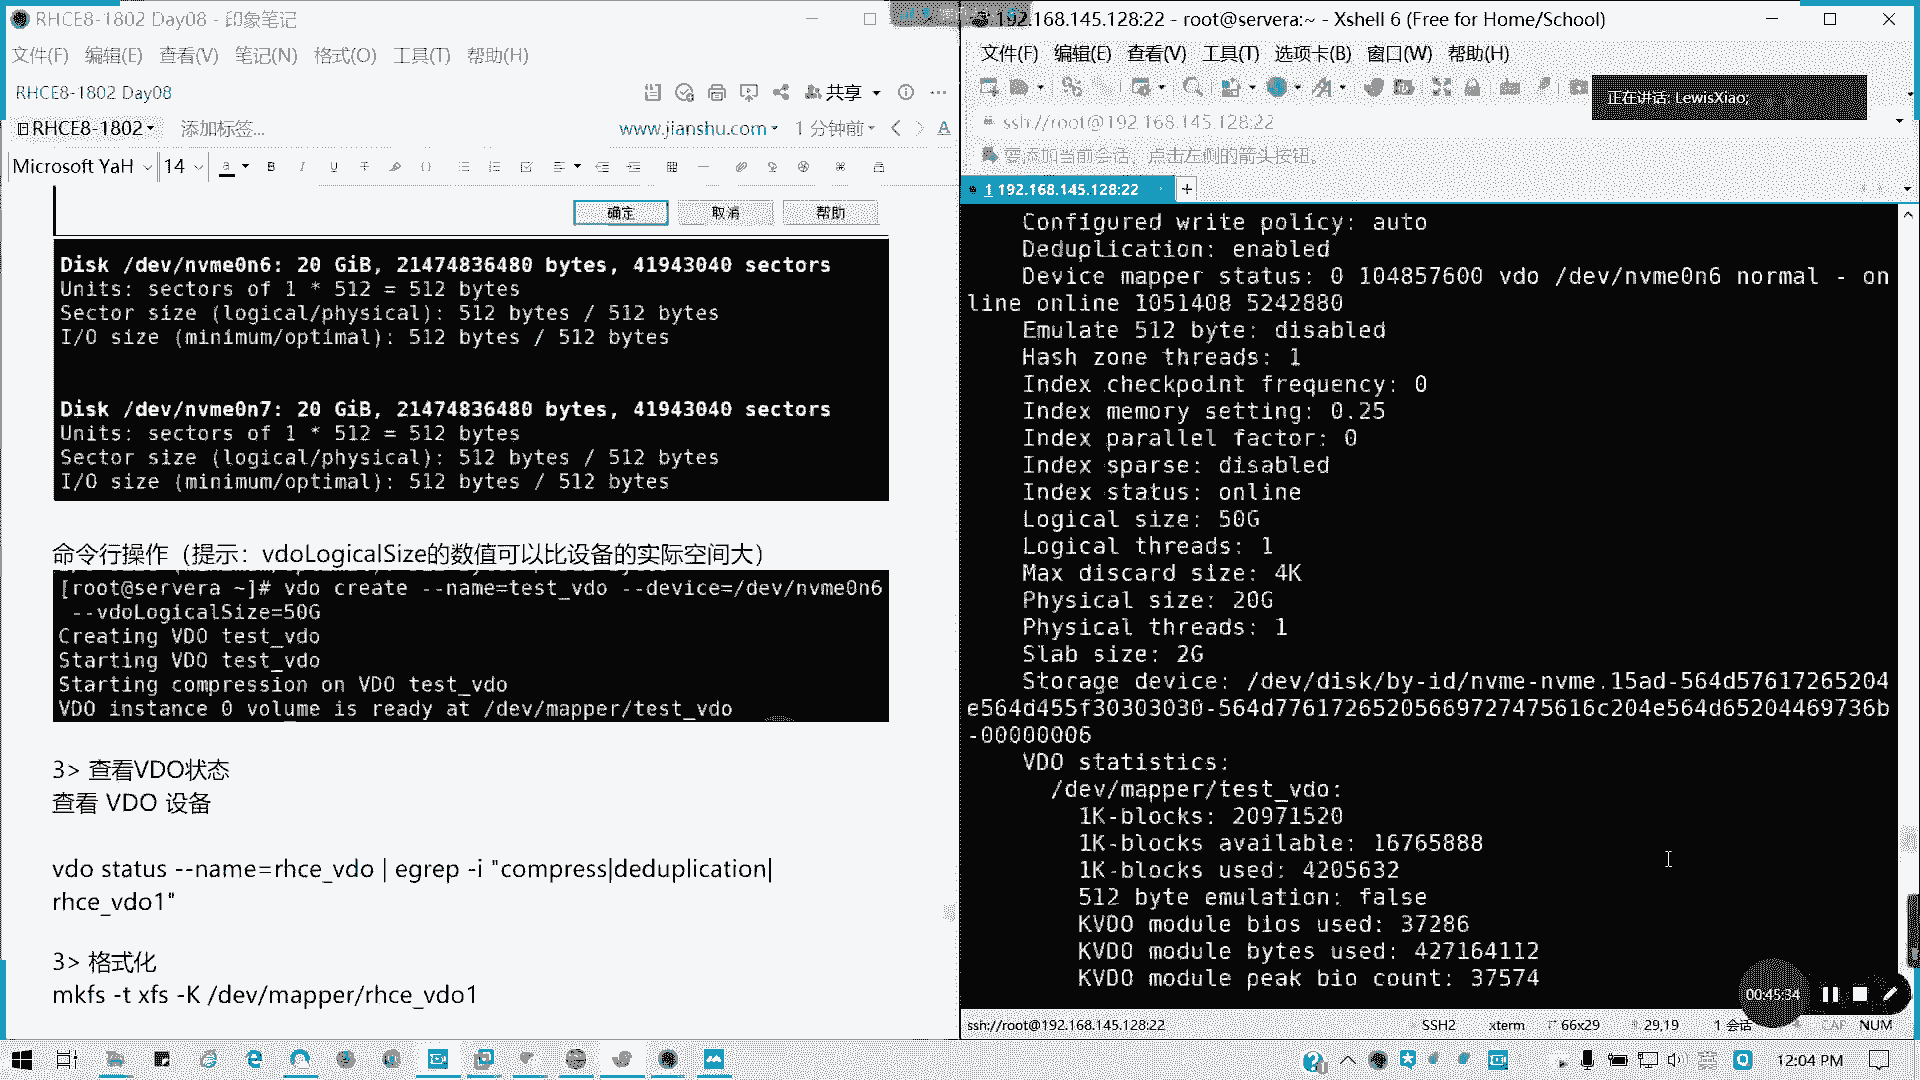 RHCE8-1802 Day08 - 印象笔记
文件(F) 编辑(E) 查看(V) 笔记(N) 格式(O) 工具(T) 帮助(H)
RHCE8-1802 Day08
共享
RHCE8-1802
添加标签...
www.jianshu.com
1 分钟前
Microsoft YaH
14
确定 取消 帮助
Disk /dev/nvme0n6: 20 GiB, 21474836480 bytes, 41943040 sectors
Units: sectors of 1 * 512 = 512 bytes
Sector size (logical/physical): 512 bytes / 512 bytes
I/O size (minimum/optimal): 512 bytes / 512 bytes
Disk /dev/nvme0n7: 20 GiB, 21474836480 bytes, 41943040 sectors
Units: sectors of 1 * 512 = 512 bytes
Sector size (logical/physical): 512 bytes / 512 bytes
I/O size (minimum/optimal): 512 bytes / 512 bytes
命令行操作（提示：vdoLogicalSize的数值可以比设备的实际空间大）
[root@servera ~]# vdo create --name=test_vdo --device=/dev/nvme0n6
--vdoLogicalSize=50G
Creating VDO test_vdo
Starting VDO test_vdo
Starting compression on VDO test_vdo
VDO instance 0 volume is ready at /dev/mapper/test_vdo
3> 查看VDO状态
查看 VDO 设备
vdo status --name=rhce_vdo | egrep -i "compress|deduplication|
rhce_vdo1"
3> 格式化
mkfs -t xfs -K /dev/mapper/rhce_vdo1
192.168.145.128:22 - root@servera:~ - Xshell 6 (Free for Home/School)
文件(F) 编辑(E) 查看(V) 工具(T) 选项卡(B) 窗口(W) 帮助(H)
正在讲话: LewisXiao;
ssh://root@192.168.145.128:22
要添加当前会话，点击左侧的箭头按钮。
1 192.168.145.128:22
Configured write policy: auto
Deduplication: enabled
Device mapper status: 0 104857600 vdo /dev/nvme0n6 normal - on
line online 1051408 5242880
Emulate 512 byte: disabled
Hash zone threads: 1
Index checkpoint frequency: 0
Index memory setting: 0.25
Index parallel factor: 0
Index sparse: disabled
Index status: online
Logical size: 50G
Logical threads: 1
Max discard size: 4K
Physical size: 20G
Physical threads: 1
Slab size: 2G
Storage device: /dev/disk/by-id/nvme-nvme.15ad-564d57617265204
e564d455f30303030-564d77617265205669727475616c204e564d65204469736b
-00000006
VDO statistics:
/dev/mapper/test_vdo:
1K-blocks: 20971520
1K-blocks available: 16765888
1K-blocks used: 4205632
512 byte emulation: false
KVDO module bios used: 37286
KVDO module bytes used: 427164112
KVDO module peak bio count: 37574
00:45:34
ssh://root@192.168.145.128:22
SSH2 xterm 66x29 29,19 1 会话 CAP NUM
12:04 PM